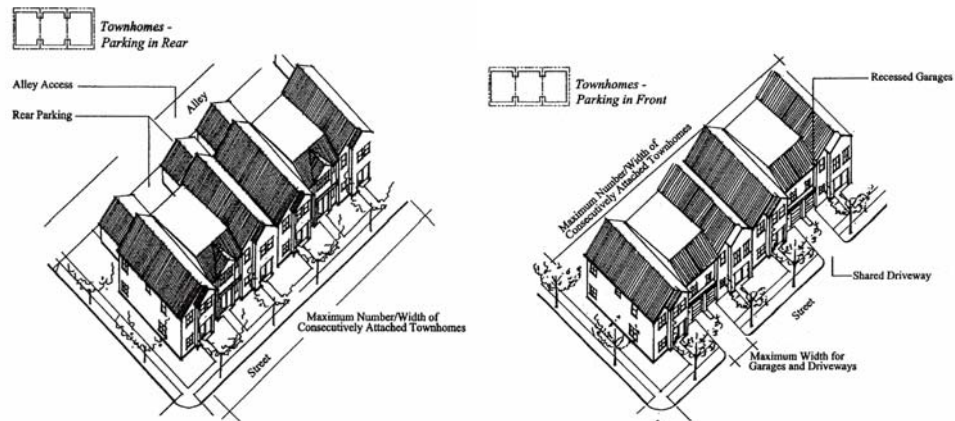 Townhomes -
Parking in Rear
Alley Access
Rear Parking
Alley
Maximum Number/Width of
Consecutively Attached Townhomes
Street
Townhomes -
Parking in Front
Recessed Garages
Maximum Number/Width of
Consecutively Attached Townhomes
Shared Driveway
Street
Maximum Width for
Garages and Driveways